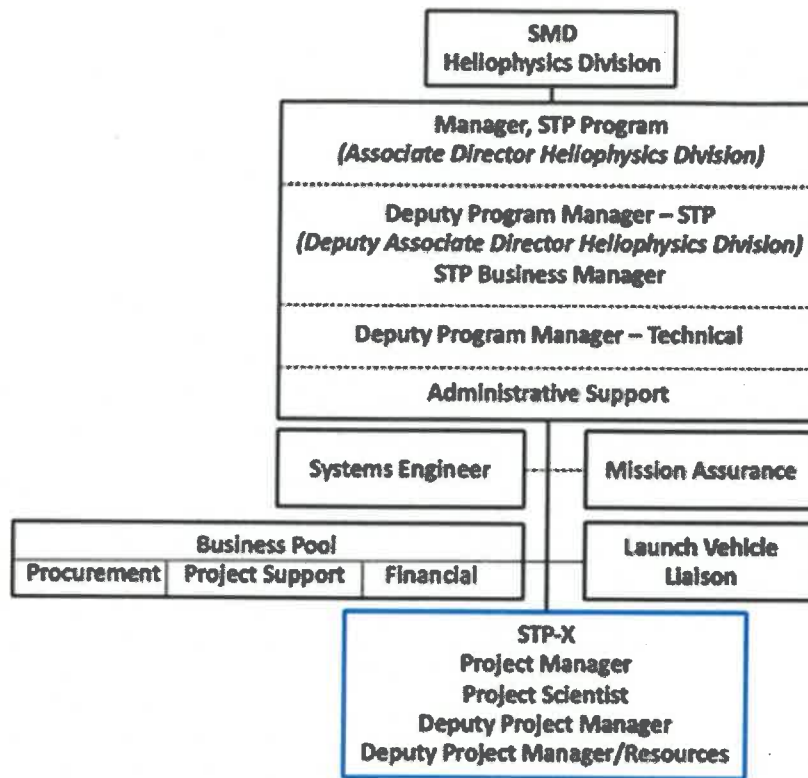 SMD
Heliophysics Division
Manager, STP Program
(Associate Director Heliophysics Division)
Deputy Program Manager – STP
(Deputy Associate Director Heliophysics Division)
STP Business Manager
Deputy Program Manager – Technical
Administrative Support
Systems Engineer
Mission Assurance
Business Pool
Procurement
Project Support
Financial
Launch Vehicle
Liaison
STP-X
Project Manager
Project Scientist
Deputy Project Manager
Deputy Project Manager/Resources